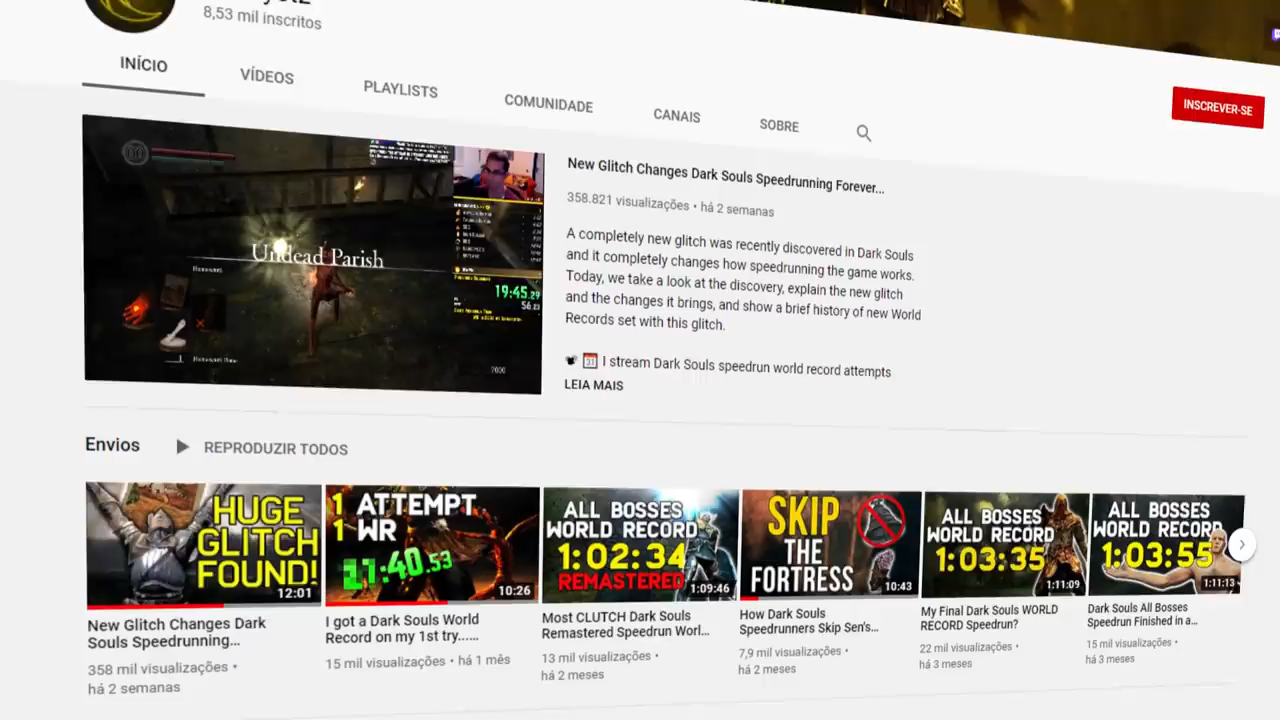 8,53 mil inscritos
INÍCIO
VÍDEOS
PLAYLISTS
COMUNIDADE
CANAIS
SOBRE
INSCREVER-SE
Undead Parish
19:45.29
56.23
7000
New Glitch Changes Dark Souls Speedrunning Forever...
358.821 visualizações • há 2 semanas
A completely new glitch was recently discovered in Dark Souls
and it completely changes how speedrunning the game works.
Today, we take a look at the discovery, explain the new glitch
and the changes it brings, and show a brief history of new World
Records set with this glitch.
I stream Dark Souls speedrun world record attempts
LEIA MAIS
Envios
REPRODUZIR TODOS
HUGE
GLITCH
FOUND!
12:01
New Glitch Changes Dark
Souls Speedrunning...
358 mil visualizações •
há 2 semanas
1 ATTEMPT
1 WR
21:40.53
10:26
I got a Dark Souls World
Record on my 1st try......
15 mil visualizações • há 1 mês
ALL BOSSES
WORLD RECORD
1:02:34
REMASTERED
1:09:46
Most CLUTCH Dark Souls
Remastered Speedrun Worl...
13 mil visualizações •
há 2 meses
SKIP
THE
FORTRESS
10:43
How Dark Souls
Speedrunners Skip Sen's...
7,9 mil visualizações •
há 2 meses
ALL BOSSES
WORLD RECORD
1:03:35
1:11:09
My Final Dark Souls WORLD
RECORD Speedrun?
22 mil visualizações •
há 3 meses
ALL BOSSES
WORLD RECORD
1:03:55
1:11:13
Dark Souls All Bosses
Speedrun Finished in a...
15 mil visualizações •
há 3 meses